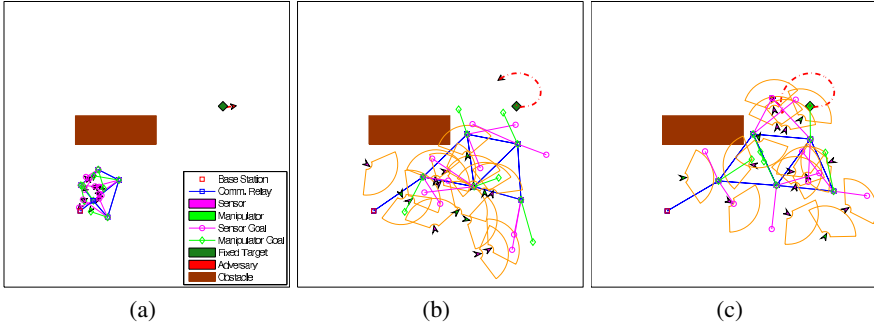 Base Station
Comm. Relay
Sensor
Manipulator
Sensor Goal
Manipulator Goal
Fixed Target
Adversary
Obstacle
(a)
(b)
(c)